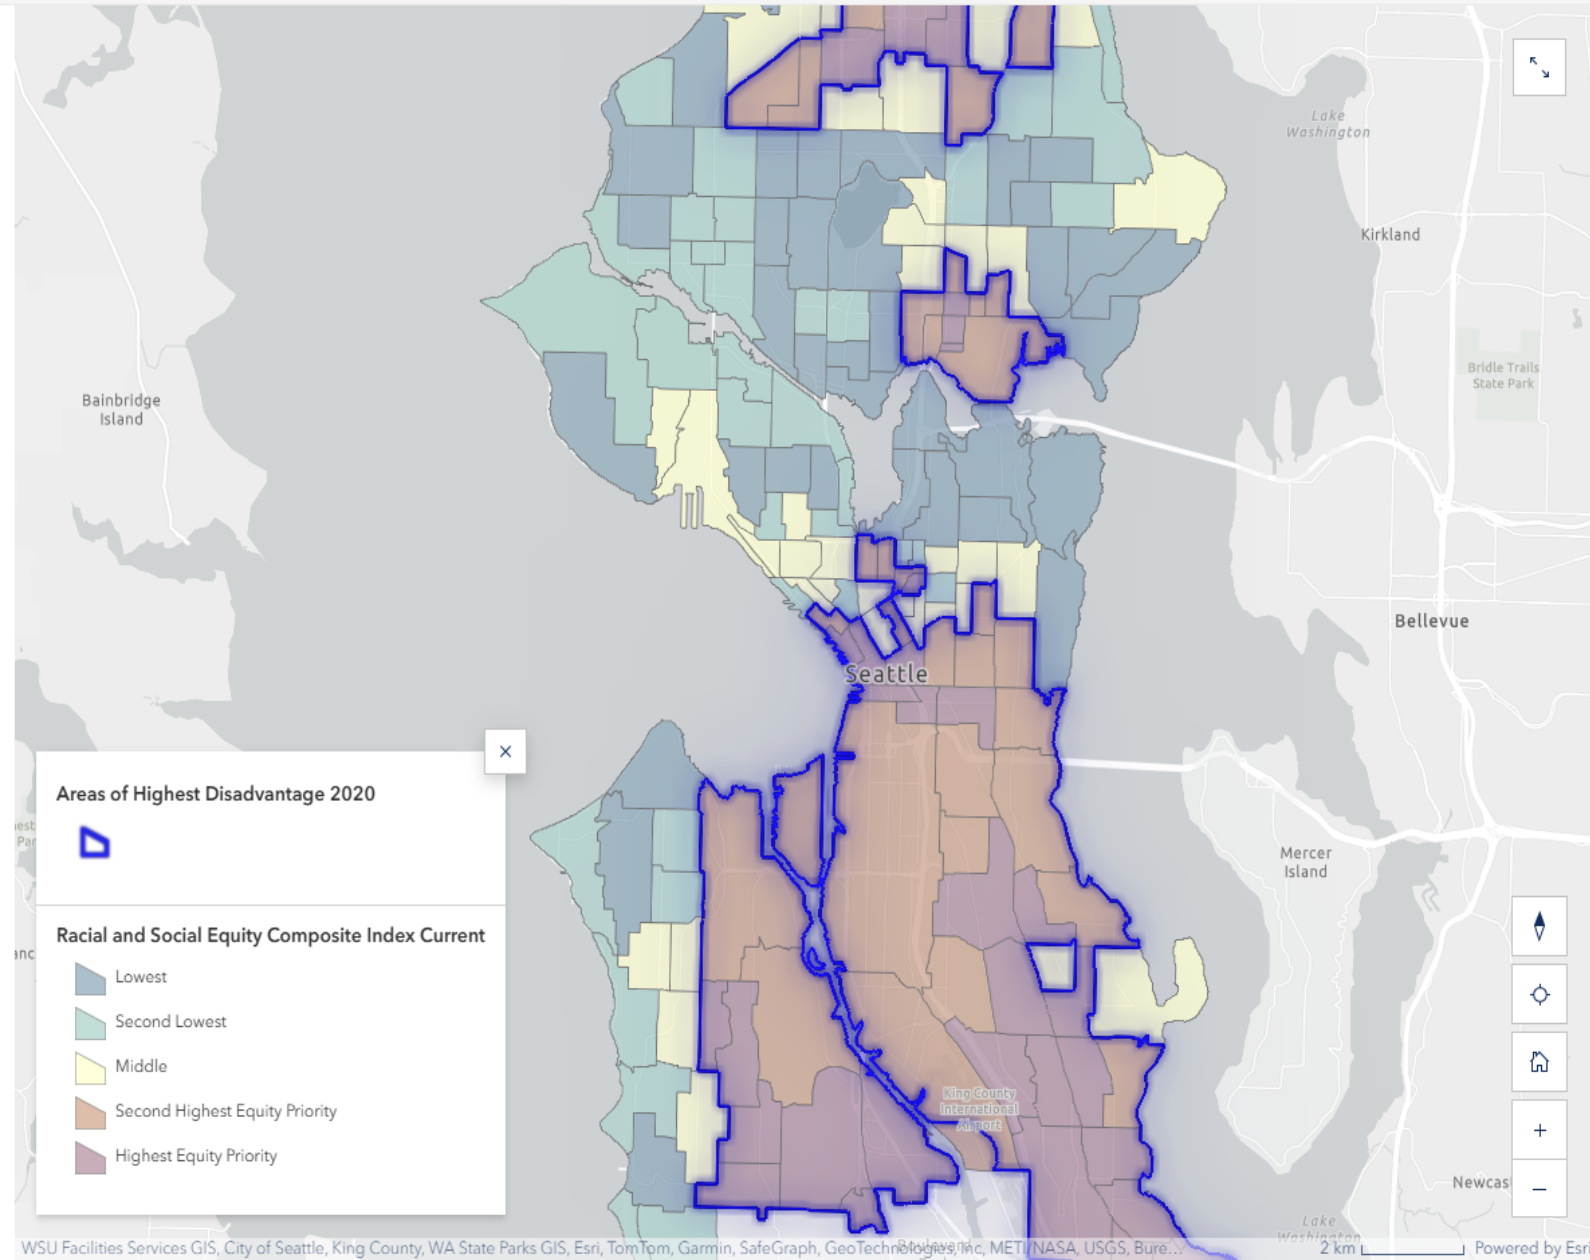 Lake
Washington
Kirkland
Bridle Trails
State Park
Bainbridge
Island
Bellevue
Seattle
×
Areas of Highest Disadvantage 2020
Mercer
Island
Racial and Social Equity Composite Index Current
Lowest
Second Lowest
Middle
Second Highest Equity Priority
Highest Equity Priority
King County
International
Airport
+
Newcas
−
Lake
Washington
WSU Facilities Services GIS, City of Seattle, King County, WA State Parks GIS, Esri, TomTom, Garmin, SafeGraph, GeoTechnologies, Inc, METI/NASA, USGS, Bure...
2 km
Powered by Esr